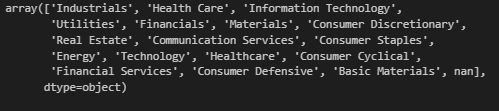 array(['Industrials', 'Health Care', 'Information Technology',
'Utilities', 'Financials', 'Materials', 'Consumer Discretionary',
'Real Estate', 'Communication Services', 'Consumer Staples',
'Energy', 'Technology', 'Healthcare', 'Consumer Cyclical',
'Financial Services', 'Consumer Defensive', 'Basic Materials', nan],
dtype=object)